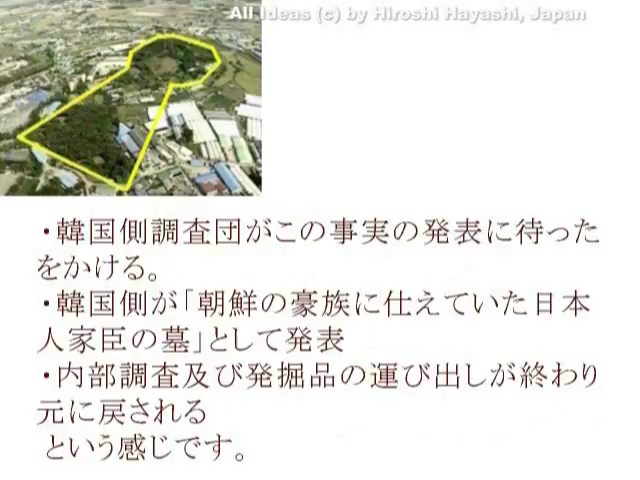 All Ideas (c) by Hiroshi Hayashi, Japan
・韓国側調査団がこの事実の発表に待った
をかける。
・韓国側が「朝鮮の豪族に仕えていた日本
人家臣の墓」として発表
・内部調査及び発掘品の運び出しが終わり
元に戻される
という感じです。